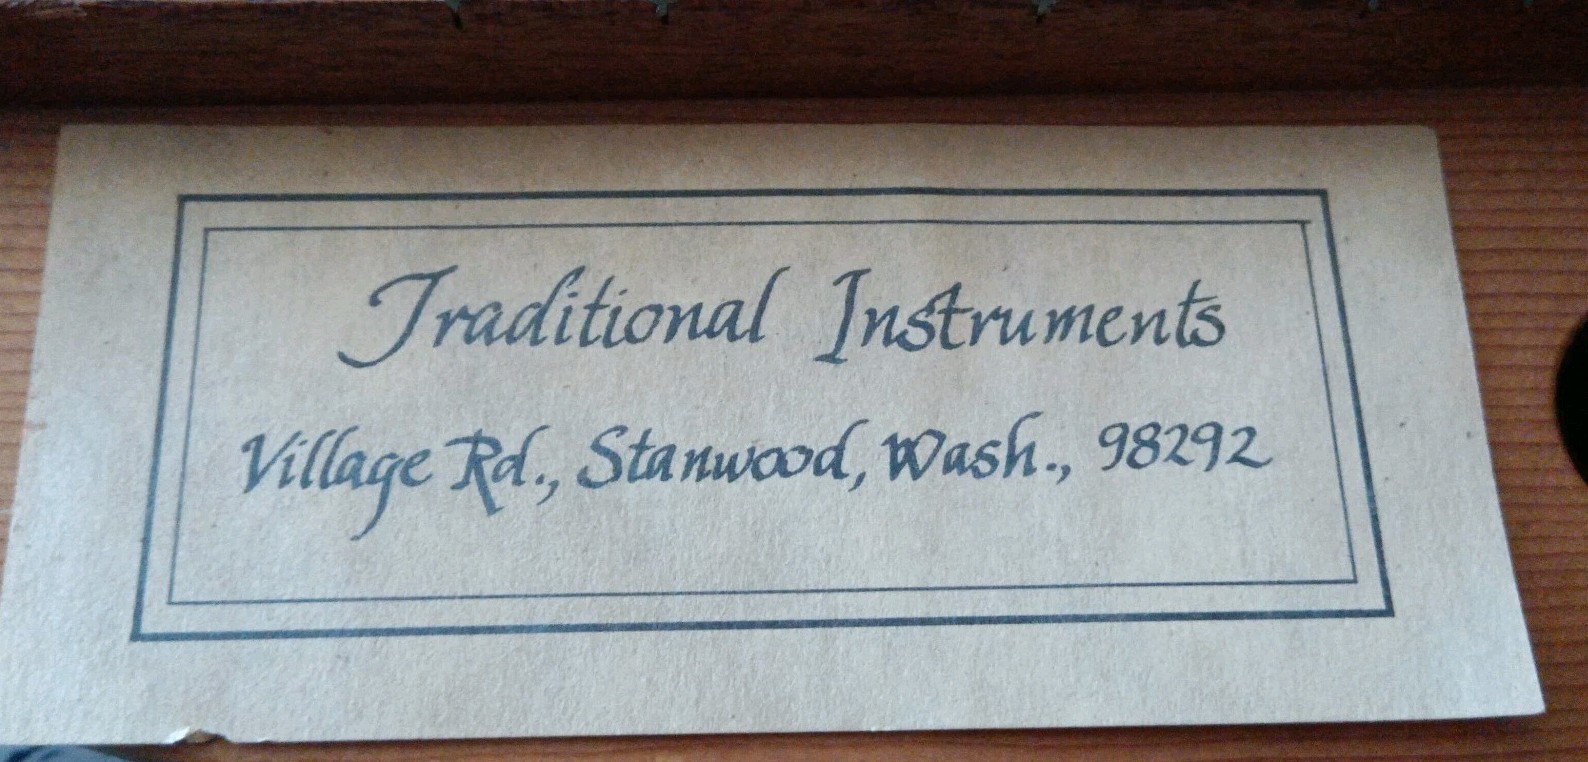 Traditional Instruments
Village Rd., Stanwood, Wash., 98292